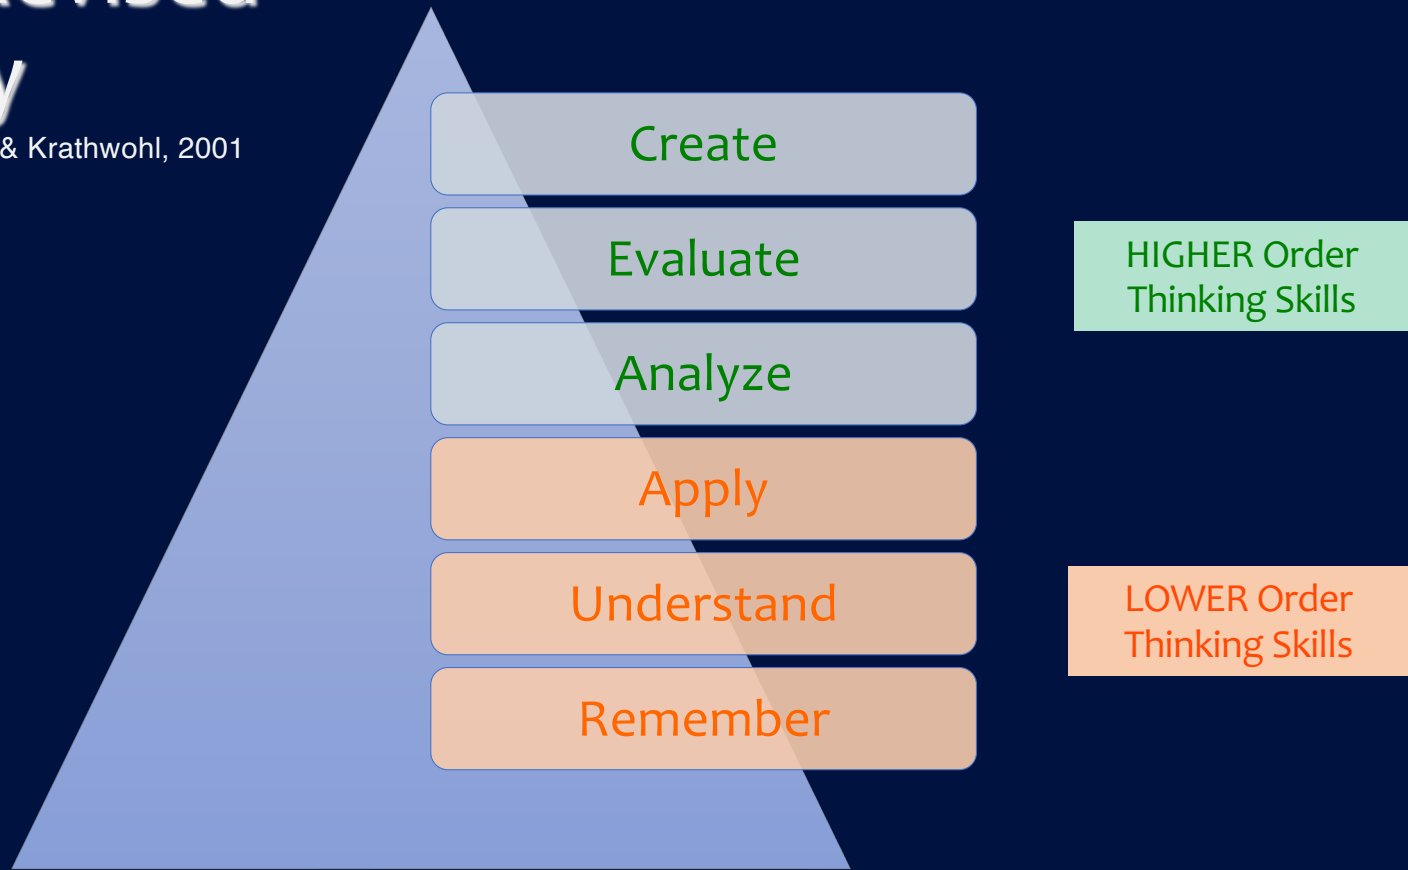 y
& Krathwohl, 2001
Create
Evaluate
HIGHER Order
Thinking Skills
Analyze
Apply
Understand
LOWER Order
Thinking Skills
Remember